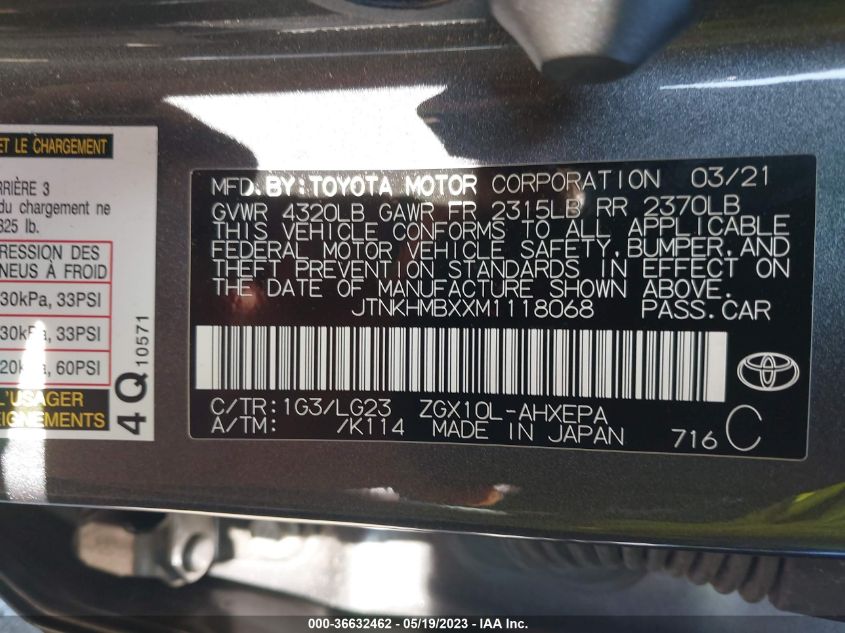 ET LE CHARGEMENT
RIÈRE 3
du chargement ne
325 lb.
RESSION DES
NEUS À FROID
30kPa, 33PSI
30kPa, 33PSI
20kPa, 60PSI
L'USAGER
EIGNEMENTS
4Q 10571
MFD. BY: TOYOTA MOTOR CORPORATION 03/21
GVWR 4320LB GAWR FR 2315LB RR 2370LB
THIS VEHICLE CONFORMS TO ALL APPLICABLE
FEDERAL MOTOR VEHICLE SAFETY, BUMPER, AND
THEFT PREVENTION STANDARDS IN EFFECT ON
THE DATE OF MANUFACTURE SHOWN ABOVE.
JTNKHMBXXM1118068 PASS.CAR
C/TR: 1G3/LG23 ZGX10L-AHXEPA
A/TM: /K114 MADE IN JAPAN 716 C
000-36632462 - 05/19/2023 - IAA Inc.